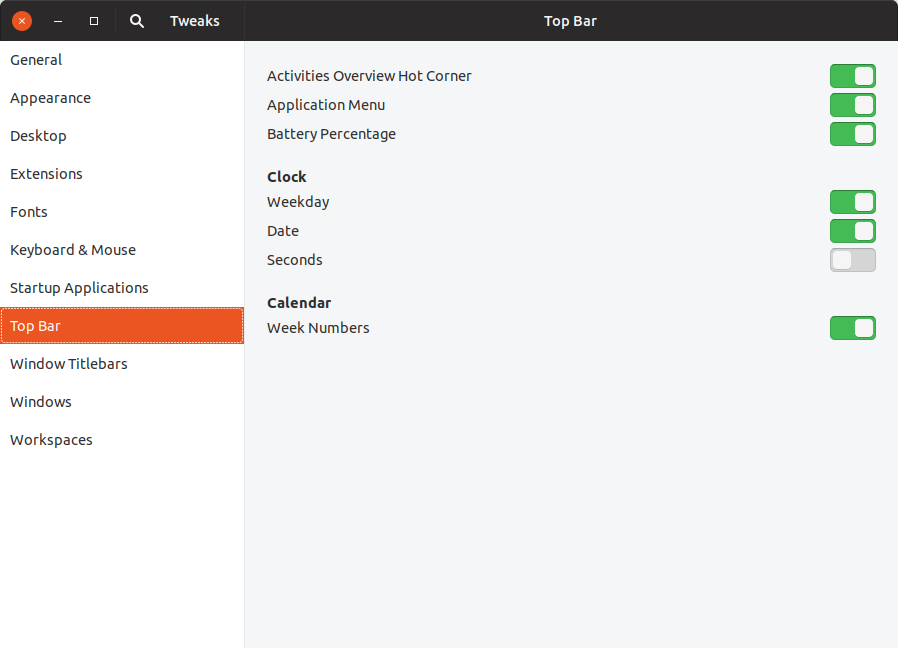 Tweaks
Top Bar
General
Appearance
Desktop
Extensions
Fonts
Keyboard & Mouse
Startup Applications
Top Bar
Window Titlebars
Windows
Workspaces
Activities Overview Hot Corner
Application Menu
Battery Percentage
Clock
Weekday
Date
Seconds
Calendar
Week Numbers